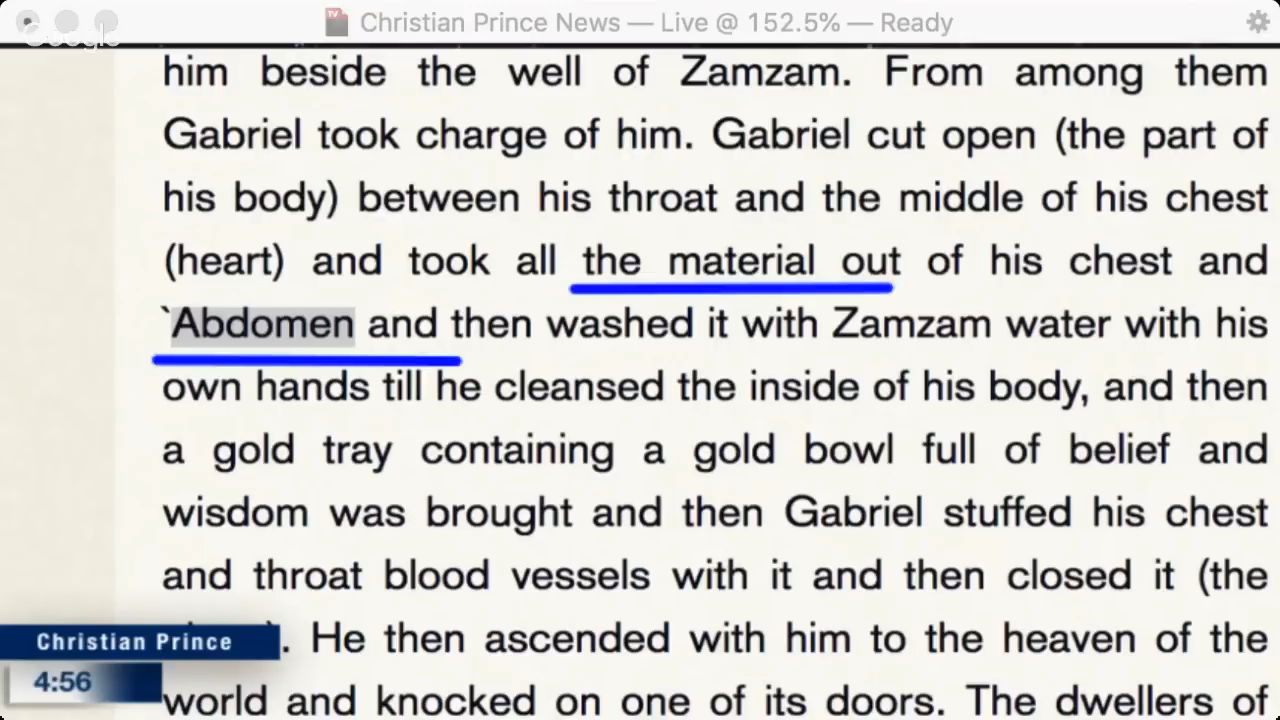 Christian Prince News — Live @ 152.5% — Ready
Google
him beside the well of Zamzam. From among them
Gabriel took charge of him. Gabriel cut open (the part of
his body) between his throat and the middle of his chest
(heart) and took all the material out of his chest and
`Abdomen and then washed it with Zamzam water with his
own hands till he cleansed the inside of his body, and then
a gold tray containing a gold bowl full of belief and
wisdom was brought and then Gabriel stuffed his chest
and throat blood vessels with it and then closed it (the
). He then ascended with him to the heaven of the
world and knocked on one of its doors. The dwellers of
Christian Prince
4:56